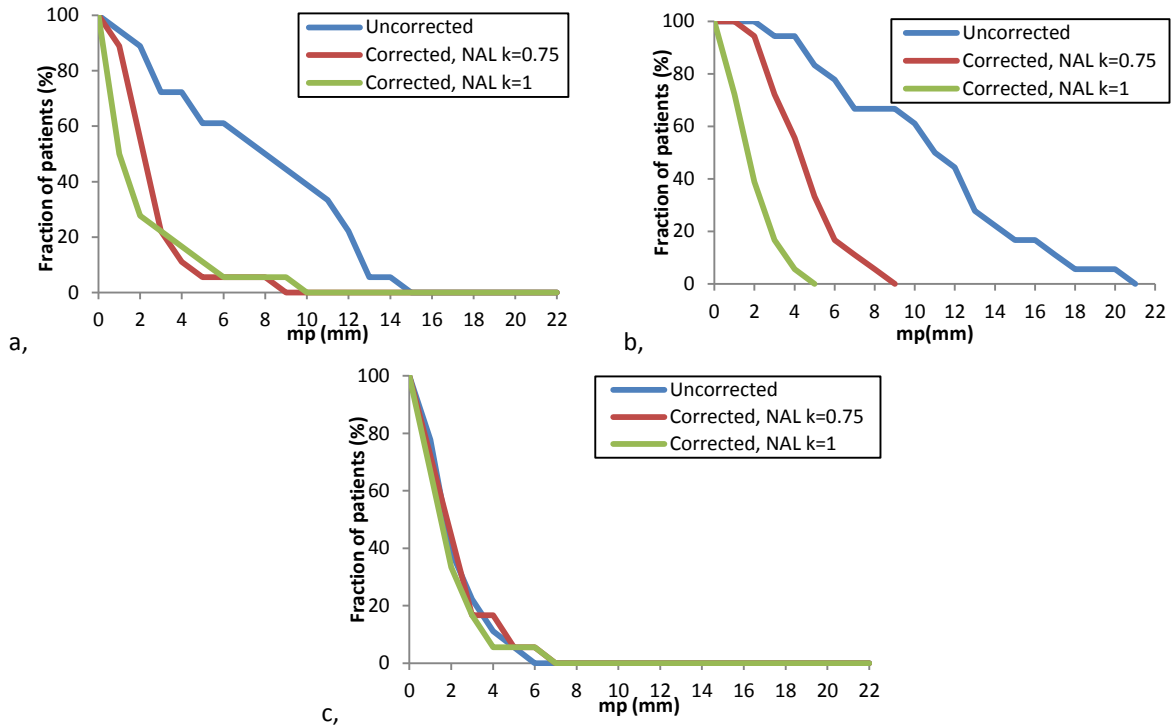 Fraction of patients (%)
100
80
60
40
20
0
0 2 4 6 8 10 12 14 16 18 20 22
mp (mm)
Uncorrected
Corrected, NAL k=0.75
Corrected, NAL k=1
a,
Fraction of patients (%)
100
80
60
40
20
0
0 2 4 6 8 10 12 14 16 18 20 22
mp(mm)
Uncorrected
Corrected, NAL k=0.75
Corrected, NAL k=1
b,
Fraction of patients (%)
100
80
60
40
20
0
0 2 4 6 8 10 12 14 16 18 20 22
mp (mm)
Uncorrected
Corrected, NAL k=0.75
Corrected, NAL k=1
c,